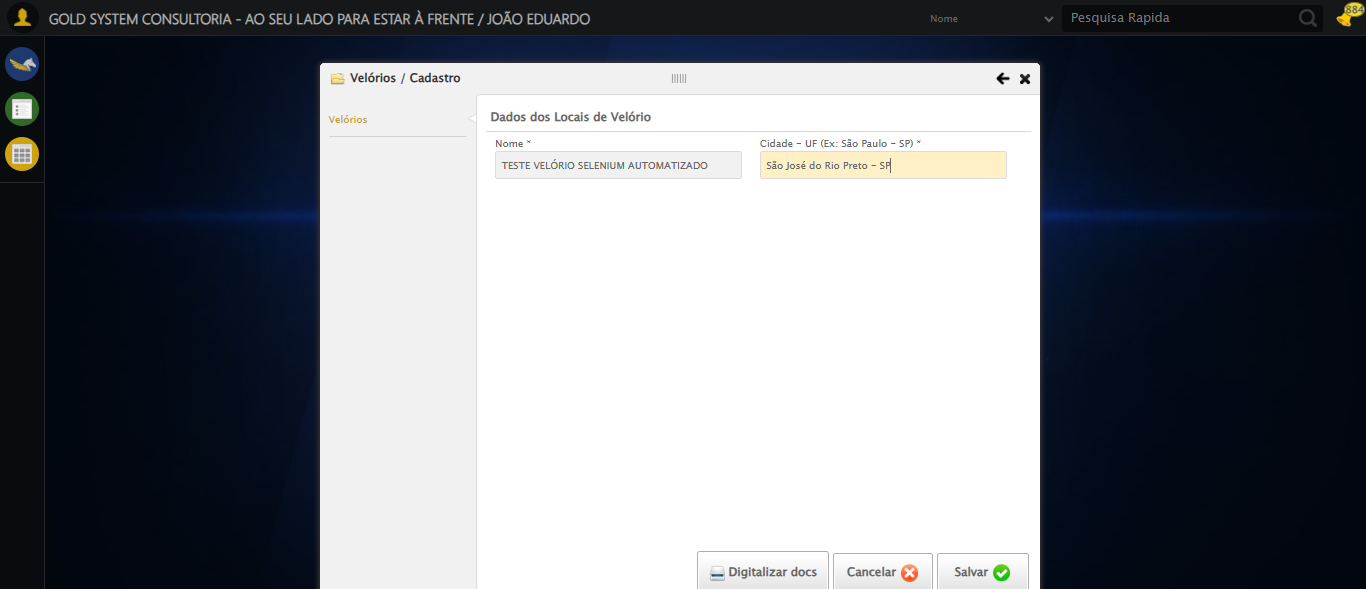 GOLD SYSTEM CONSULTORIA - AO SEU LADO PARA ESTAR À FRENTE / JOÃO EDUARDO
Nome
Pesquisa Rapida
884
Velórios / Cadastro
Velórios
Dados dos Locais de Velório
Nome *
Cidade - UF (Ex: São Paulo - SP) *
TESTE VELÓRIO SELENIUM AUTOMATIZADO
São José do Rio Preto - SP
Digitalizar docs
Cancelar
Salvar